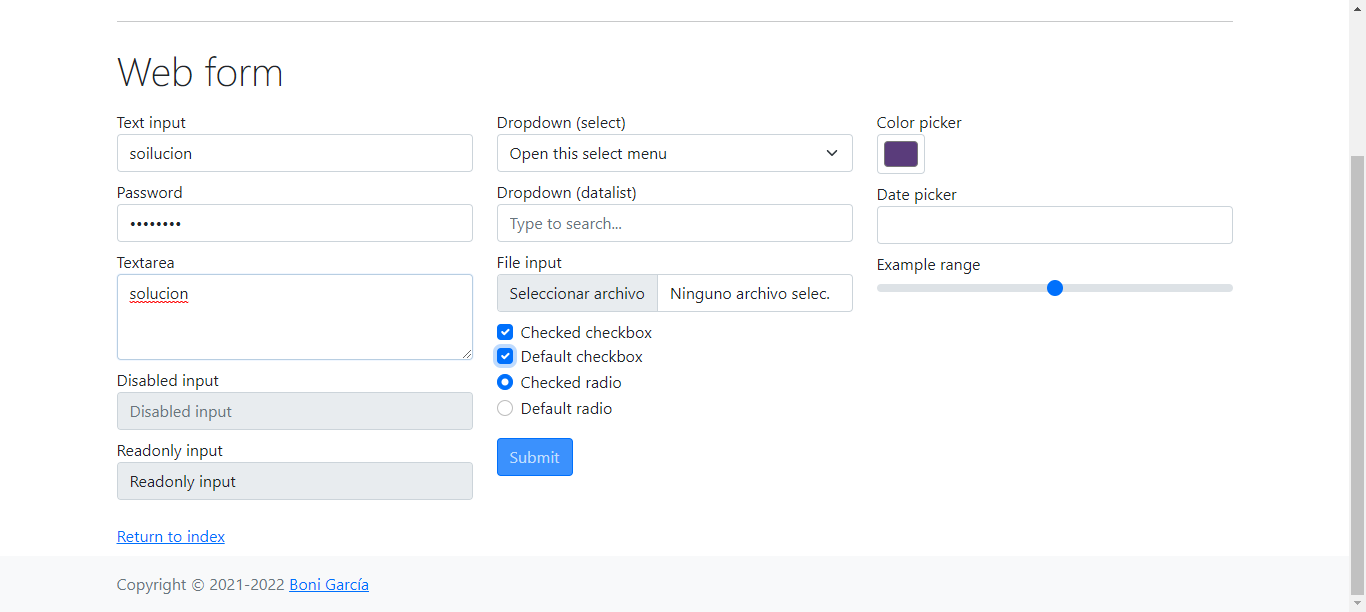 Web form
Text input
soilucion
Password
••••••••
Textarea
solucion
Disabled input
Disabled input
Readonly input
Readonly input
Dropdown (select)
Open this select menu
Dropdown (datalist)
Type to search...
File input
Seleccionar archivo Ninguno archivo selec.
Checked checkbox
Default checkbox
Checked radio
Default radio
Submit
Color picker
Date picker
Example range
Return to index
Copyright © 2021-2022 Boni García